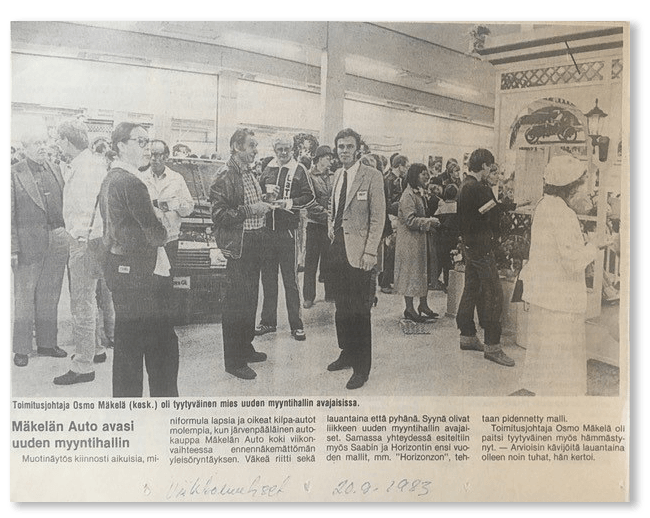 Toimitusjohtaja Osmo Mäkelä (kesk.) oli tyytyväinen mies uuden myyntihallin avajaisissa.
Mäkelän Auto avasi
uuden myyntihallin
Muotinäytös kiinnosti aikuisia, mi-
niformula lapsia ja oikeat kilpa-autot
molempia, kun järvenpääläinen auto-
kauppa Mäkelän Auto koki viikon-
vaihteessa ennennäkemättömän
yleisöryntäyksen. Väkeä riitti sekä
lauantaina että pyhänä. Syynä olivat
liikkeen uuden myyntihallin avajai-
set. Samassa yhteydessä esiteltiin
myös Saabin ja Horizontin ensi vuo-
den mallit, mm. "Horizonzon", teh-
taan pidennetty malli.
Toimitusjohtaja Osmo Mäkelä oli
paitsi tyytyväinen myös hämmästy-
nyt. — Arvioisin kävijöitä lauantaina
olleen noin tuhat, hän kertoi.
20.9.1983